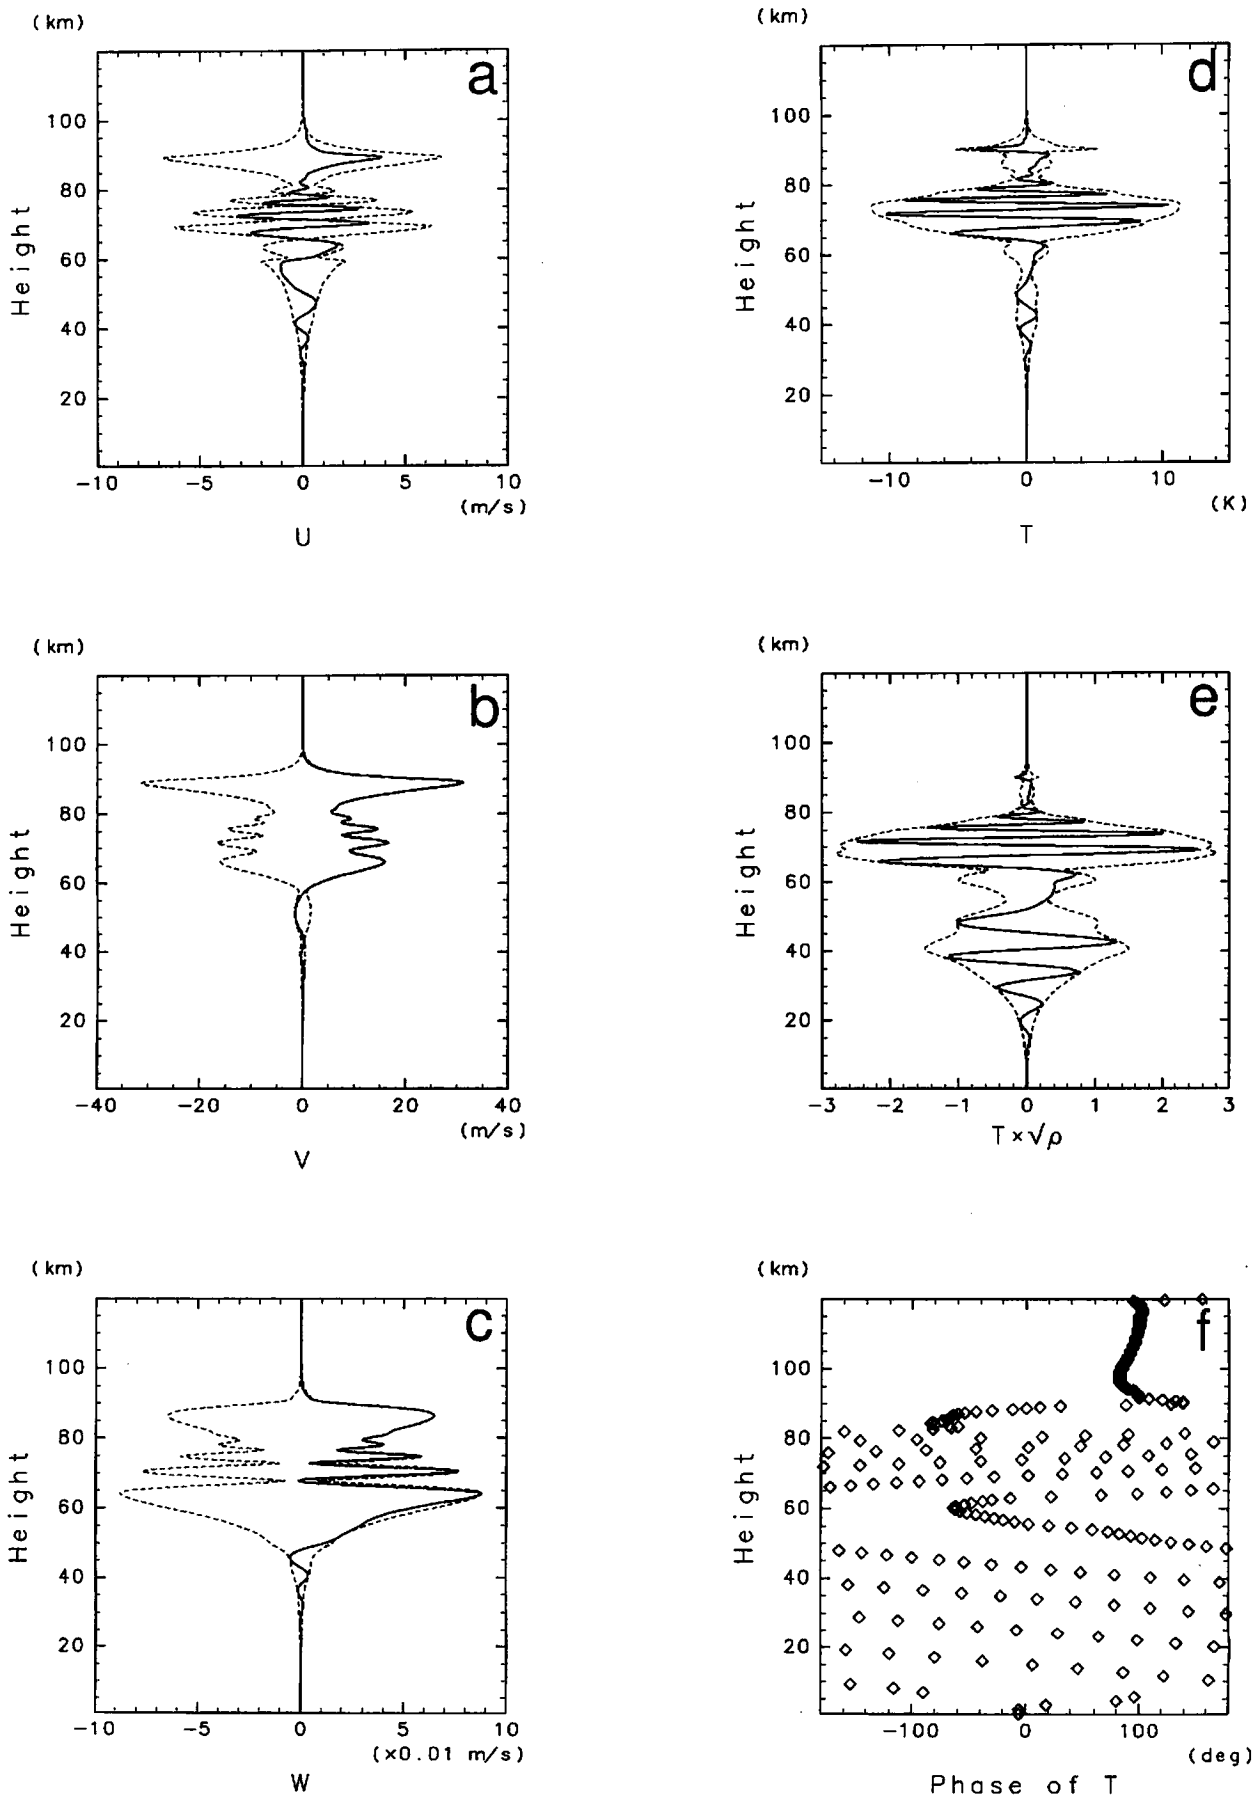 (km)
a
100
80
60
40
20
Height
-10 -5 0 5 10
(m/s)
U
(km)
d
100
80
60
40
20
Height
-10 0 10
(K)
T
(km)
b
100
80
60
40
20
Height
-40 -20 0 20 40
(m/s)
V
(km)
e
100
80
60
40
20
Height
-3 -2 -1 0 1 2 3
T×√ρ
(km)
c
100
80
60
40
20
Height
-10 -5 0 5 10
(×0.01 m/s)
W
(km)
f
100
80
60
40
20
Height
-100 0 100
(deg)
Phase of T